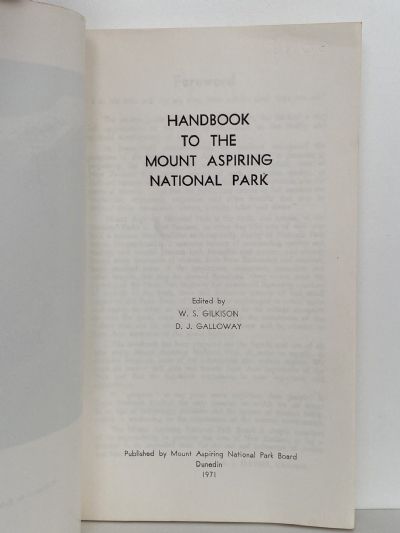 HANDBOOK
TO THE
MOUNT ASPIRING
NATIONAL PARK
Edited by
W. S. GILKISON
D. J. GALLOWAY
Published by Mount Aspiring National Park Board
Dunedin
1971